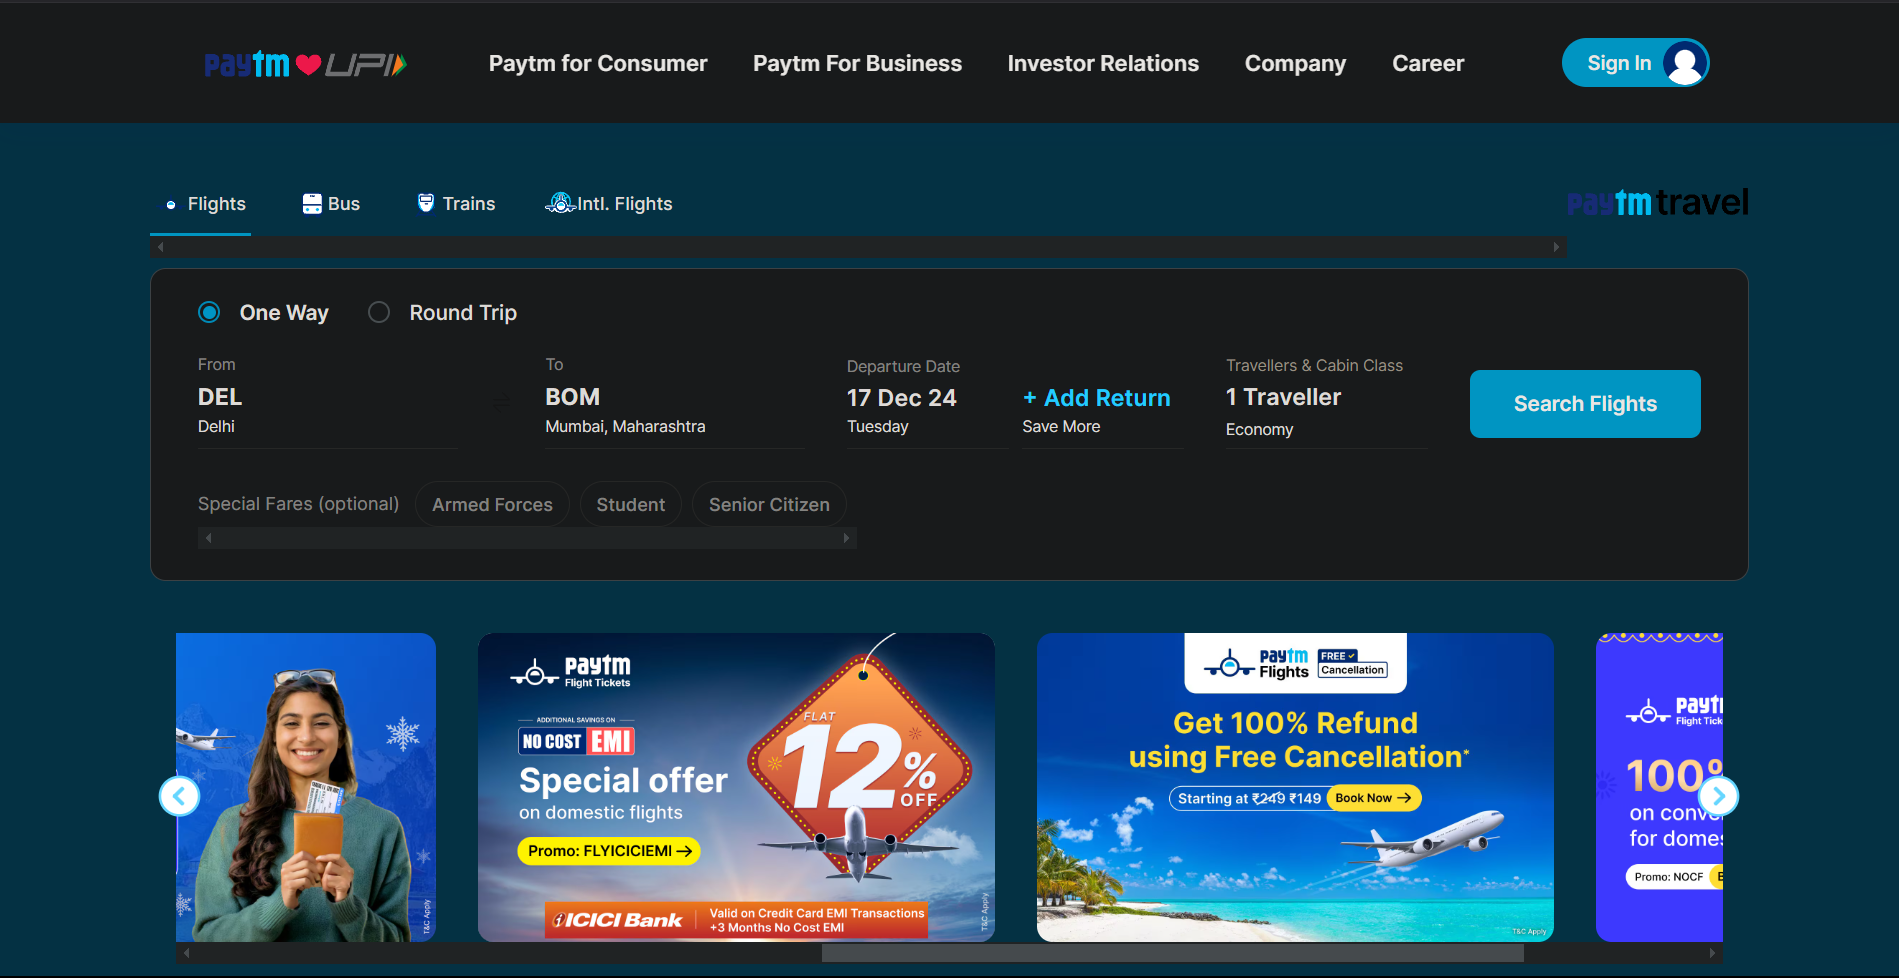 paytm UPI
Paytm for Consumer
Paytm For Business
Investor Relations
Company
Career
Sign In
Flights
Bus
Trains
Intl. Flights
paytm travel
One Way
Round Trip
From
DEL
Delhi
To
BOM
Mumbai, Maharashtra
Departure Date
17 Dec 24
Tuesday
+ Add Return
Save More
Travellers & Cabin Class
1 Traveller
Economy
Search Flights
Special Fares (optional)
Armed Forces
Student
Senior Citizen
T&C Apply
paytm
Flight Tickets
ADDITIONAL SAVINGS ON
NO COST EMI
Special offer
on domestic flights
Promo: FLYICICIEMI →
FLAT
12%
OFF
ICICI Bank
Valid on Credit Card EMI Transactions
+3 Months No Cost EMI
T&C Apply
paytm
Flights
FREE
Cancellation
Get 100% Refund
using Free Cancellation*
Starting at ₹249 ₹149
Book Now →
T&C Apply
payt
Flight Tick
100%
on conv
for domes
Promo: NOCF